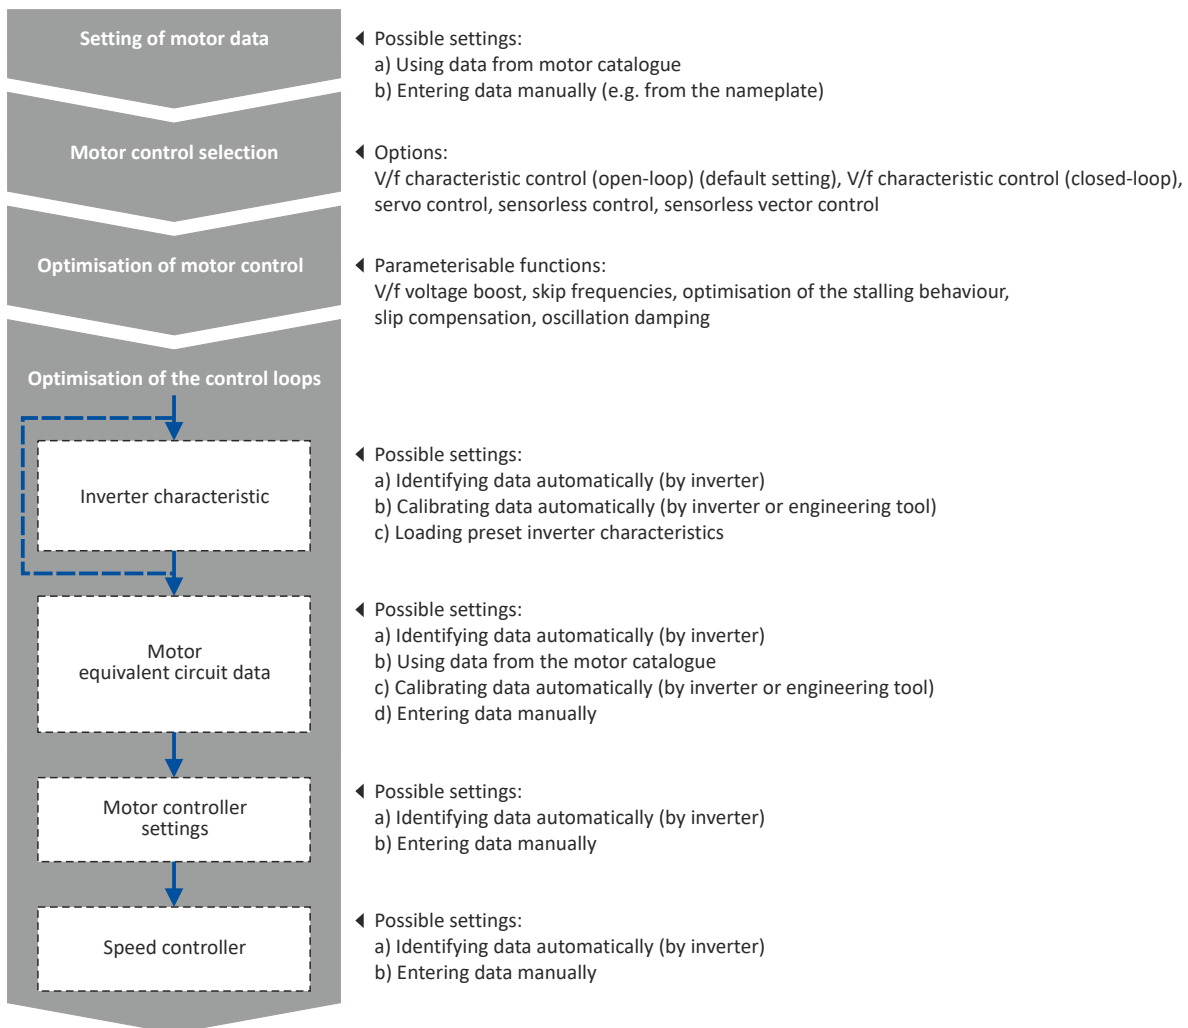 Setting of motor data
Possible settings:
a) Using data from motor catalogue
b) Entering data manually (e.g. from the nameplate)
Motor control selection
Options:
V/f characteristic control (open-loop) (default setting), V/f characteristic control (closed-loop),
servo control, sensorless control, sensorless vector control
Optimisation of motor control
Parameterisable functions:
V/f voltage boost, skip frequencies, optimisation of the stalling behaviour,
slip compensation, oscillation damping
Optimisation of the control loops
Inverter characteristic
Possible settings:
a) Identifying data automatically (by inverter)
b) Calibrating data automatically (by inverter or engineering tool)
c) Loading preset inverter characteristics
Motor
equivalent circuit data
Possible settings:
a) Identifying data automatically (by inverter)
b) Using data from the motor catalogue
c) Calibrating data automatically (by inverter or engineering tool)
d) Entering data manually
Motor controller
settings
Possible settings:
a) Identifying data automatically (by inverter)
b) Entering data manually
Speed controller
Possible settings:
a) Identifying data automatically (by inverter)
b) Entering data manually